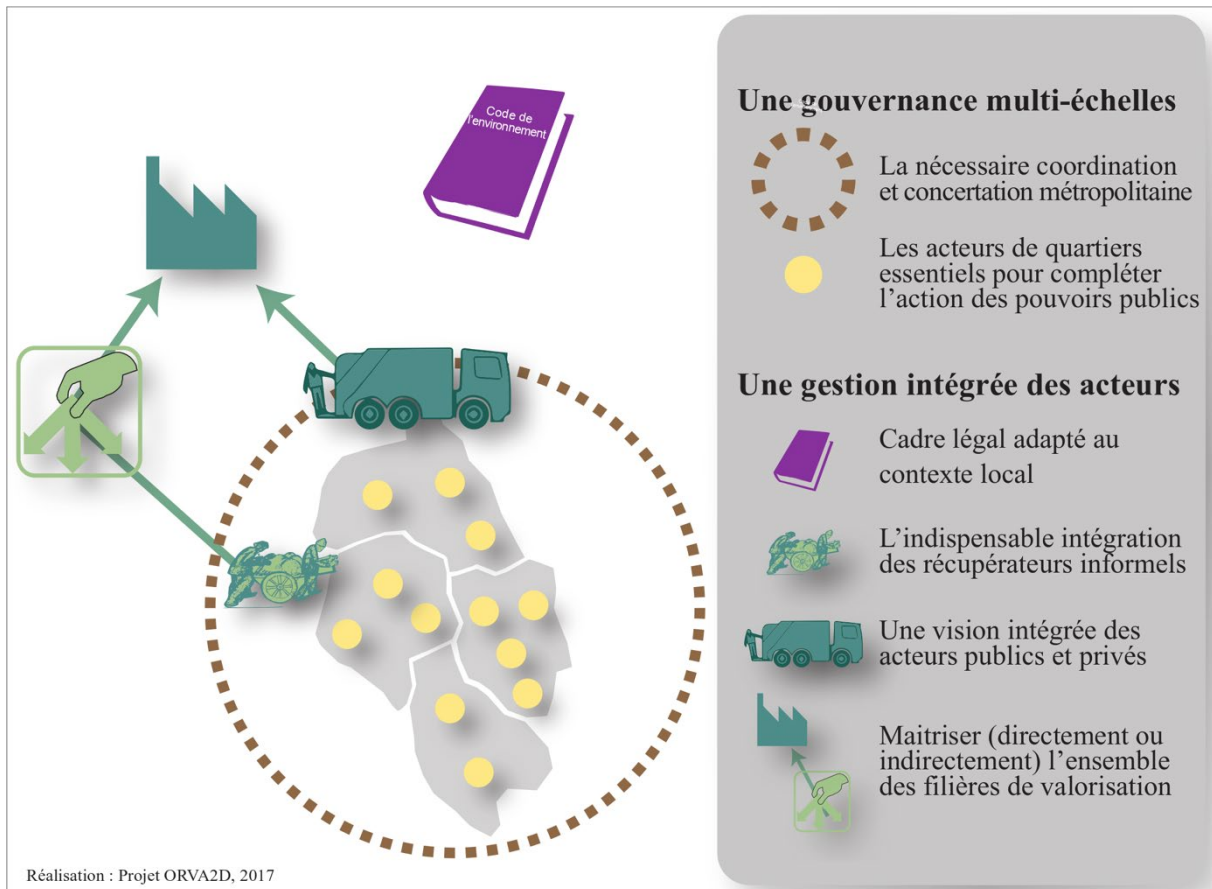 Code de
l'environnement
Une gouvernance multi-échelles
La nécessaire coordination
et concertation métropolitaine
Les acteurs de quartiers
essentiels pour compléter
l’action des pouvoirs publics
Une gestion intégrée des acteurs
Cadre légal adapté au
contexte local
L’indispensable intégration
des récupérateurs informels
Une vision intégrée des
acteurs publics et privés
Maitriser (directement ou
indirectement) l’ensemble
des filières de valorisation
Réalisation : Projet ORVA2D, 2017